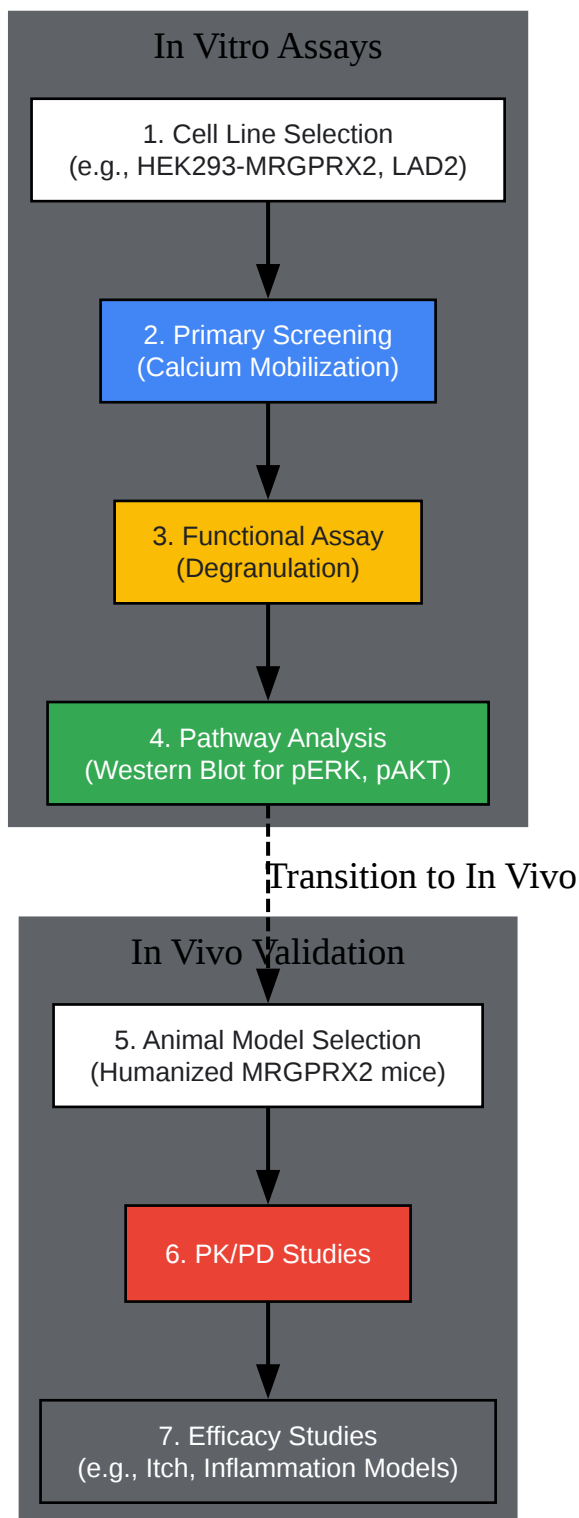 In Vitro Assays
1. Cell Line Selection
(e.g., HEK293-MRGPRX2, LAD2)
2. Primary Screening
(Calcium Mobilization)
3. Functional Assay
(Degranulation)
4. Pathway Analysis
(Western Blot for pERK, pAKT)
Transition to In Vivo
In Vivo Validation
5. Animal Model Selection
(Humanized MRGPRX2 mice)
6. PK/PD Studies
7. Efficacy Studies
(e.g., Itch, Inflammation Models)